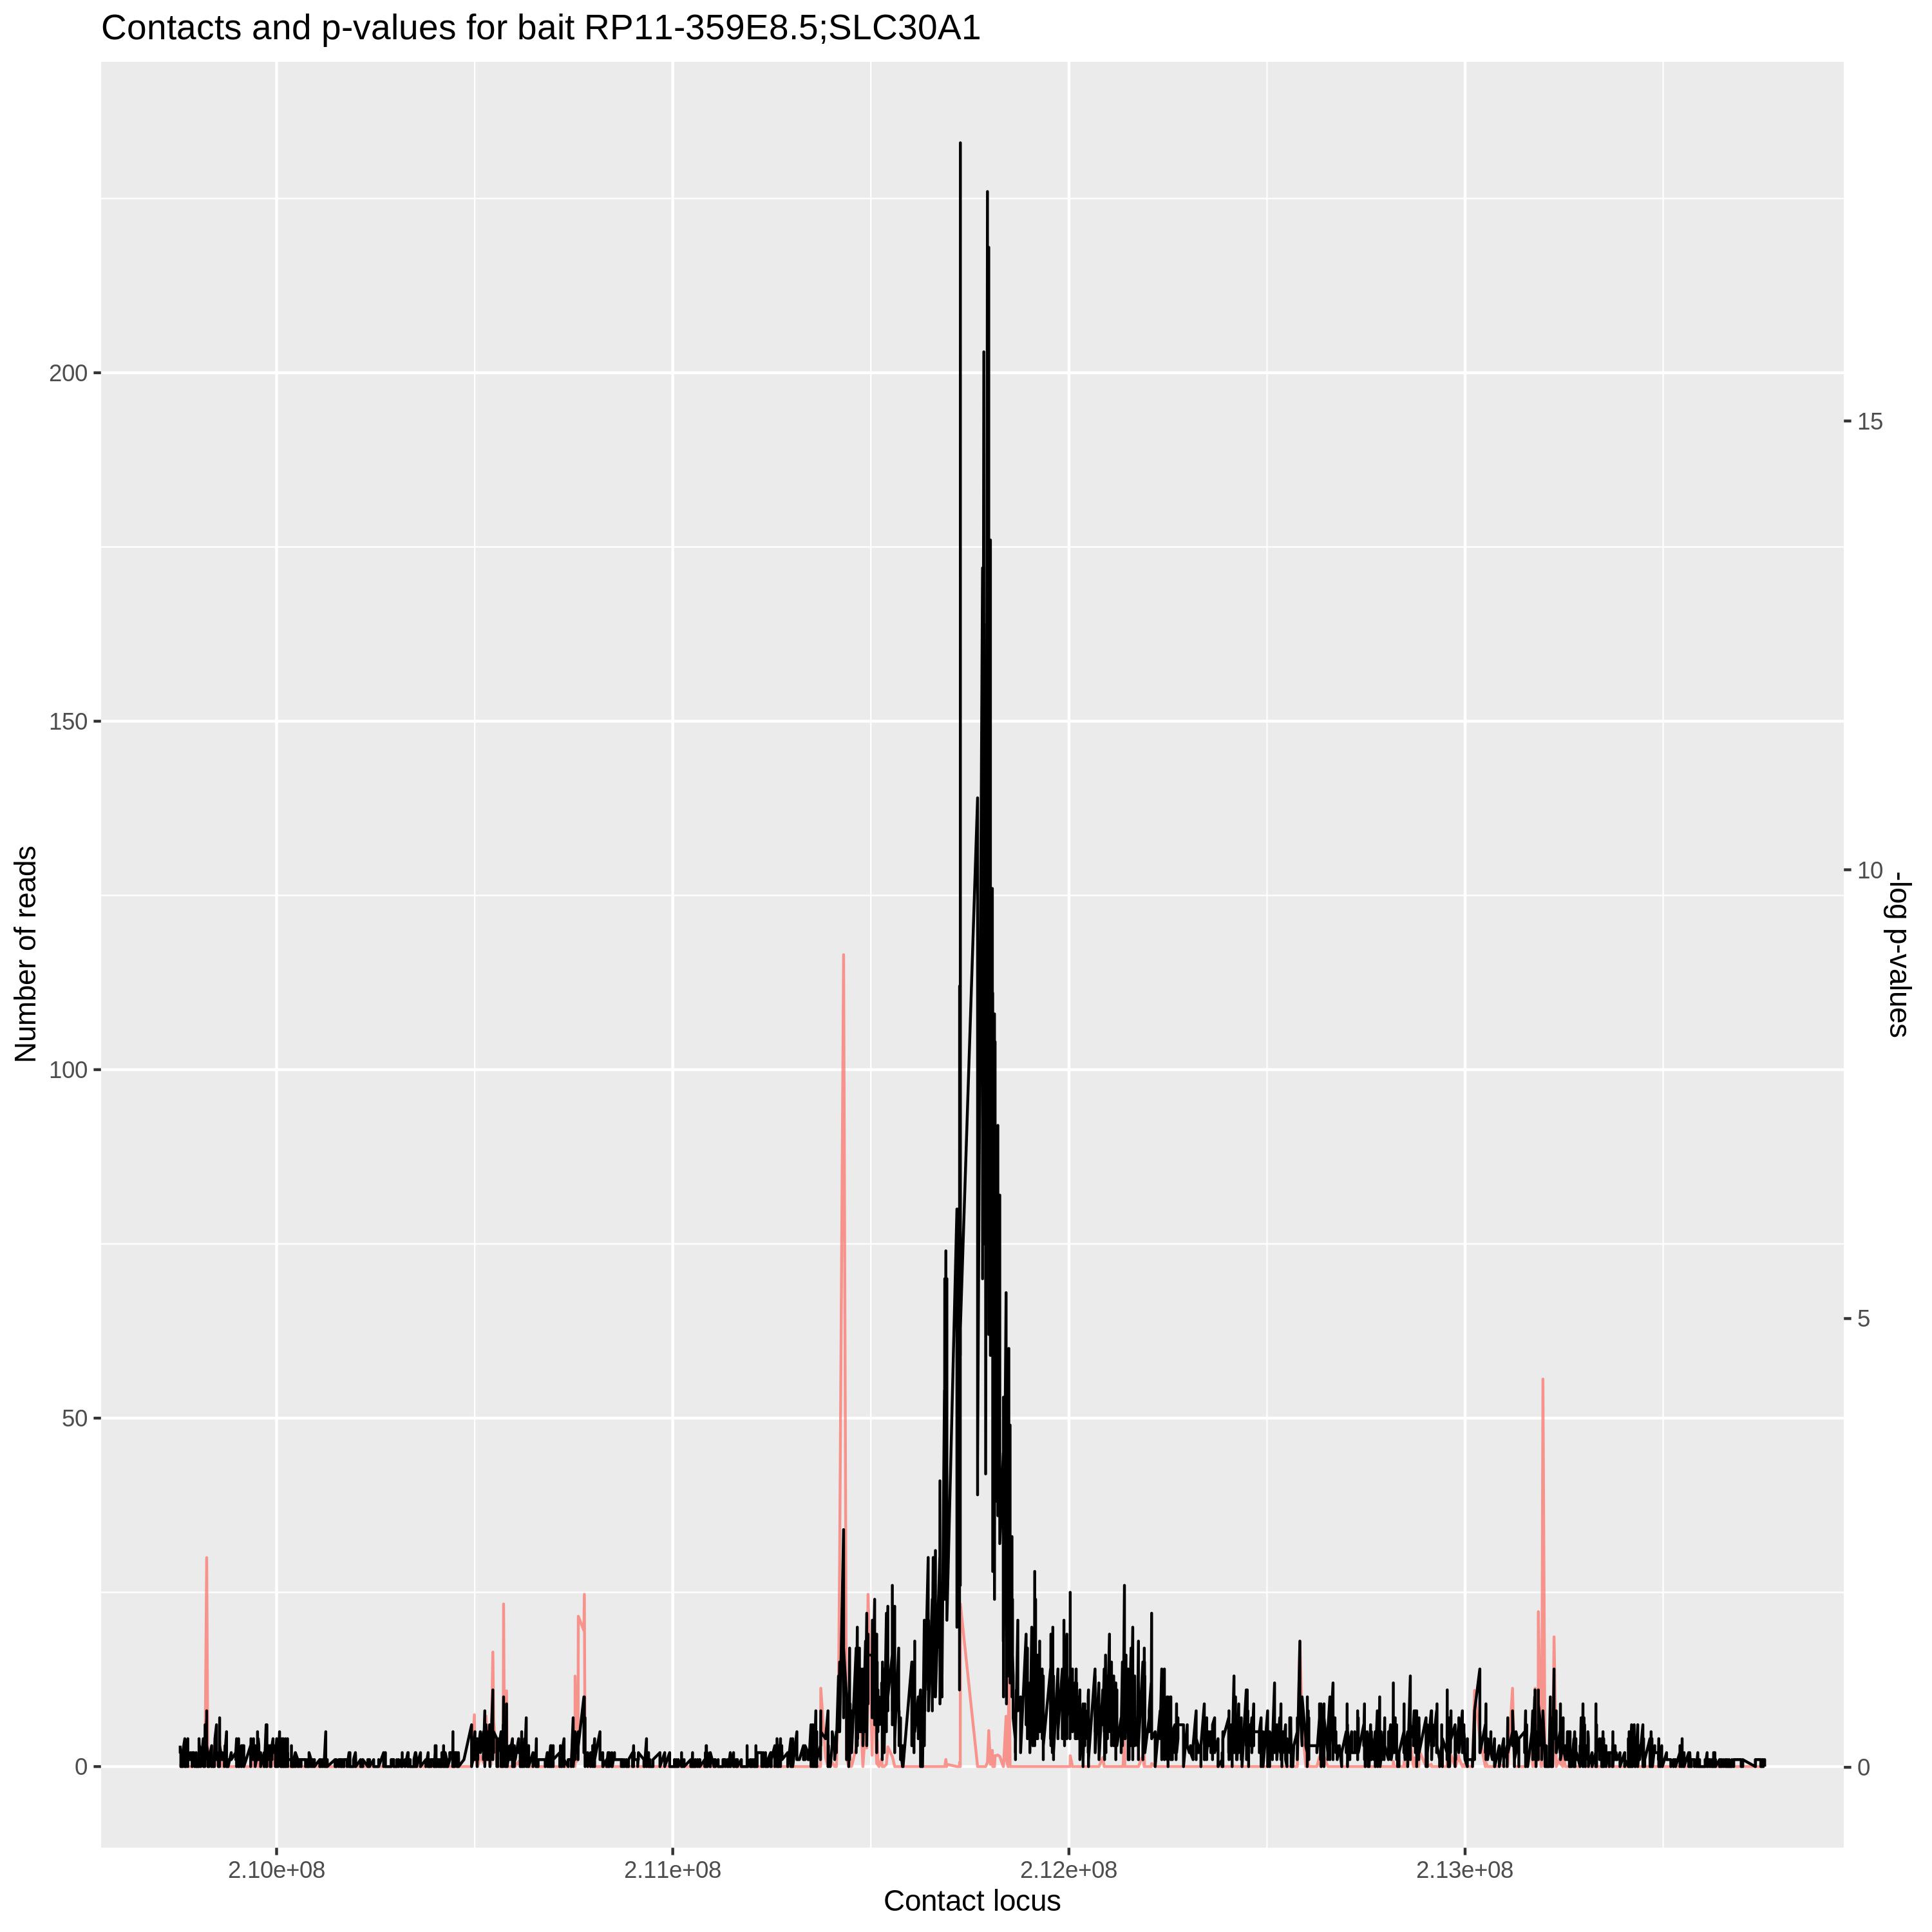 Contacts and p-values for bait RP11-359E8.5;SLC30A1
200
150
100
50
0
Number of reads
15
10
5
0
-log p-values
2.10e+08
2.11e+08
2.12e+08
2.13e+08
Contact locus